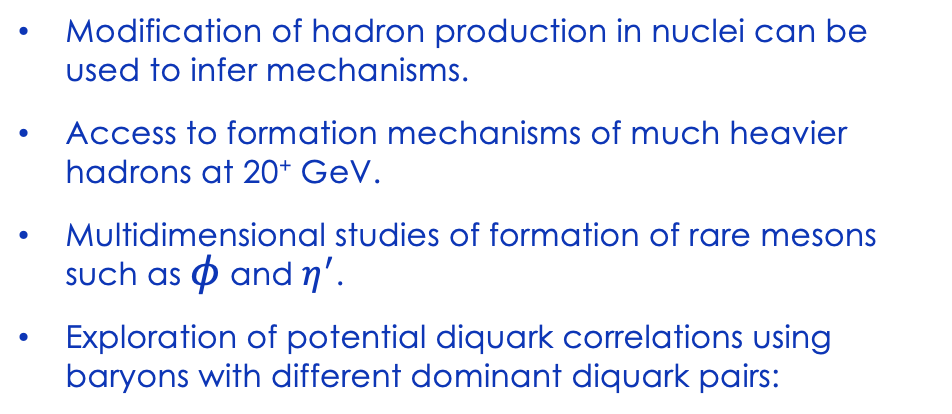 • Modification of hadron production in nuclei can be
used to infer mechanisms.
• Access to formation mechanisms of much heavier
hadrons at 20⁺ GeV.
• Multidimensional studies of formation of rare mesons
such as ϕ and η′.
• Exploration of potential diquark correlations using
baryons with different dominant diquark pairs: